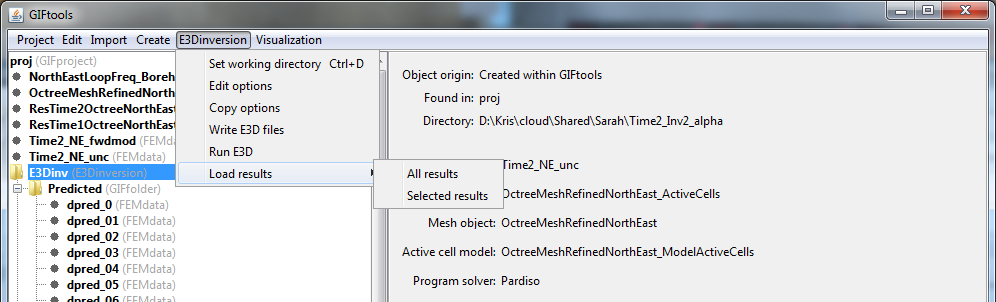 GIFtools
Project Edit Import Create E3Dinversion Visualization
proj (GIFproject)
NorthEastLoopFreq_Boreh
OctreeMeshRefinedNorth
ResTime2OctreeNorthEast
ResTime1OctreeNorthEast
Time2_NE_fwdmod (FEMdata)
Time2_NE_unc (FEMdata)
E3Dinv (E3Dinversion)
Predicted (GIFfolder)
dpred_0 (FEMdata)
dpred_01 (FEMdata)
dpred_02 (FEMdata)
dpred_03 (FEMdata)
dpred_04 (FEMdata)
dpred_05 (FEMdata)
dpred_06 (FEMdata)
Set working directory Ctrl+D
Edit options
Copy options
Write E3D files
Run E3D
Load results
All results
Selected results
Object origin: Created within GIFtools
Found in: proj
Directory: D:\Kris\cloud\Shared\Sarah\Time2_Inv2_alpha
Time2_NE_unc
OctreeMeshRefinedNorthEast_ActiveCells
Mesh object: OctreeMeshRefinedNorthEast
Active cell model: OctreeMeshRefinedNorthEast_ModelActiveCells
Program solver: Pardiso